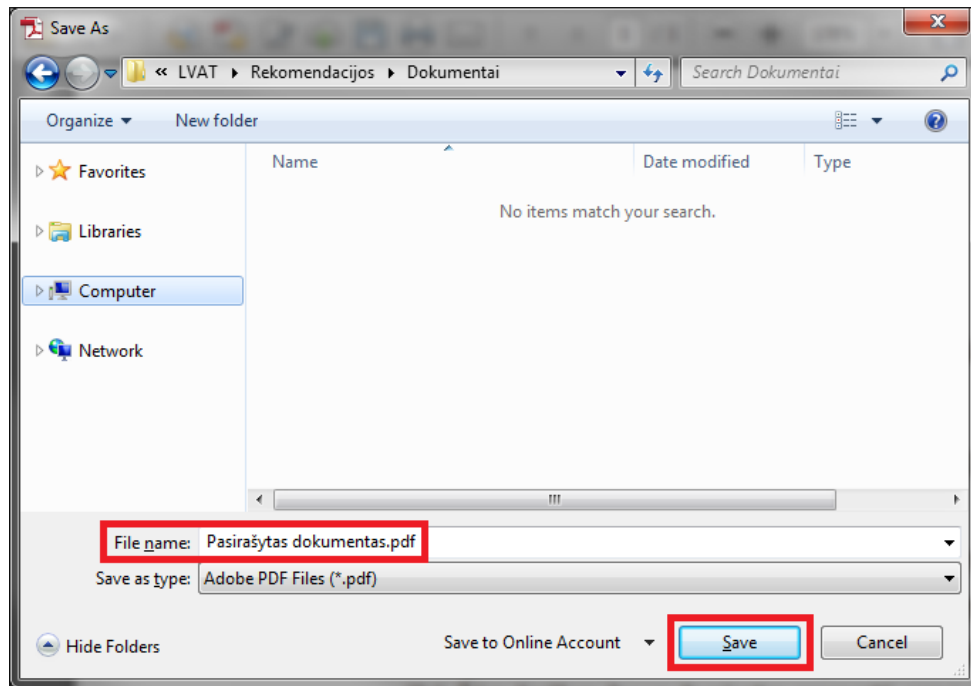 Save As
« LVAT ▸ Rekomendacijos ▸ Dokumentai
Search Dokumentai
Organize ▾ New folder
Name Date modified Type
Favorites
No items match your search.
Libraries
Computer
Network
File name: Pasirašytas dokumentas.pdf
Save as type: Adobe PDF Files (*.pdf)
Hide Folders Save to Online Account Save Cancel